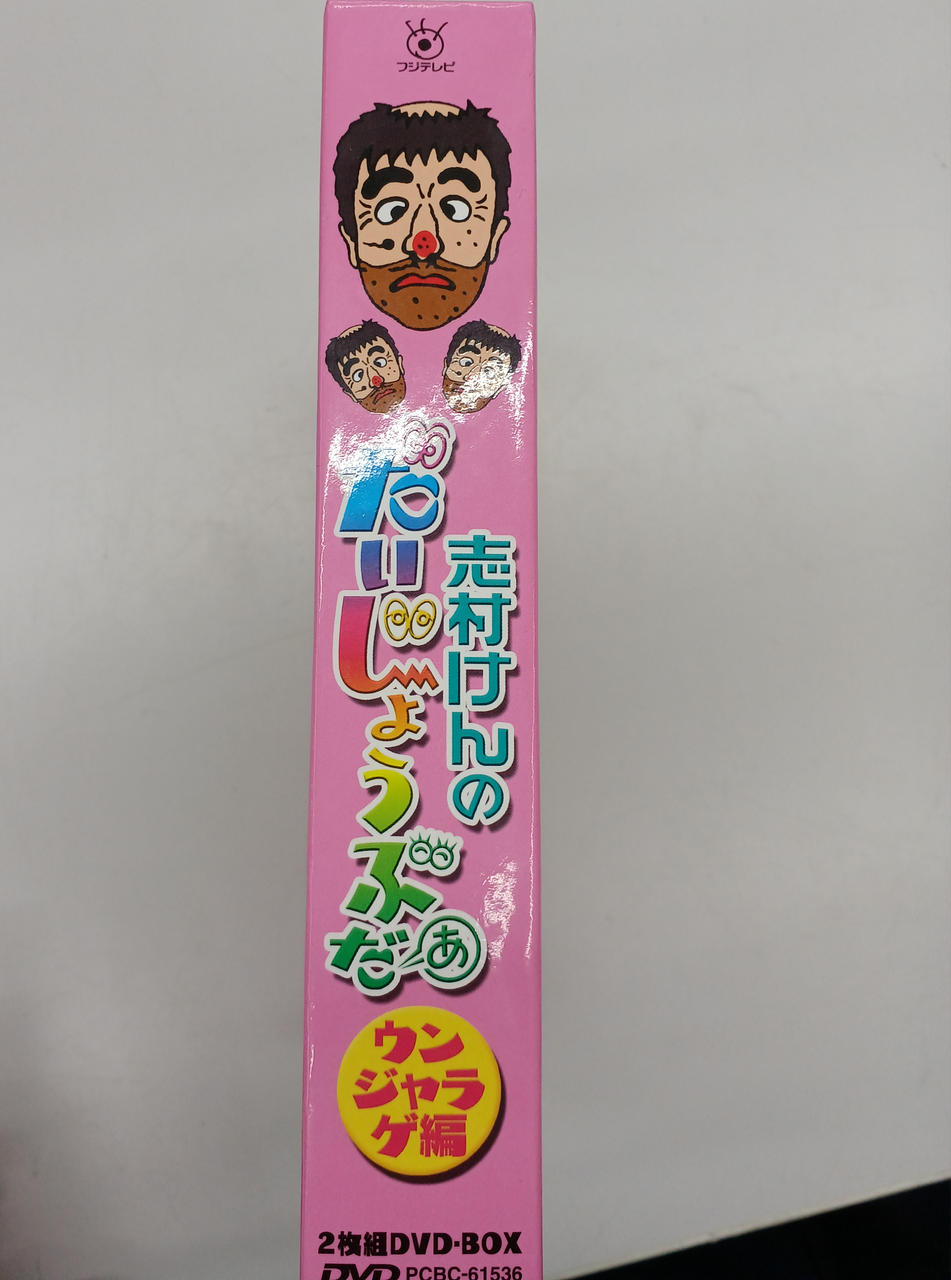 フジテレビ
志村けんの
だいじょうぶだぁ
ウン
ジャラ
ゲ編
2枚組DVD・BOX
DVD PCBC-61536